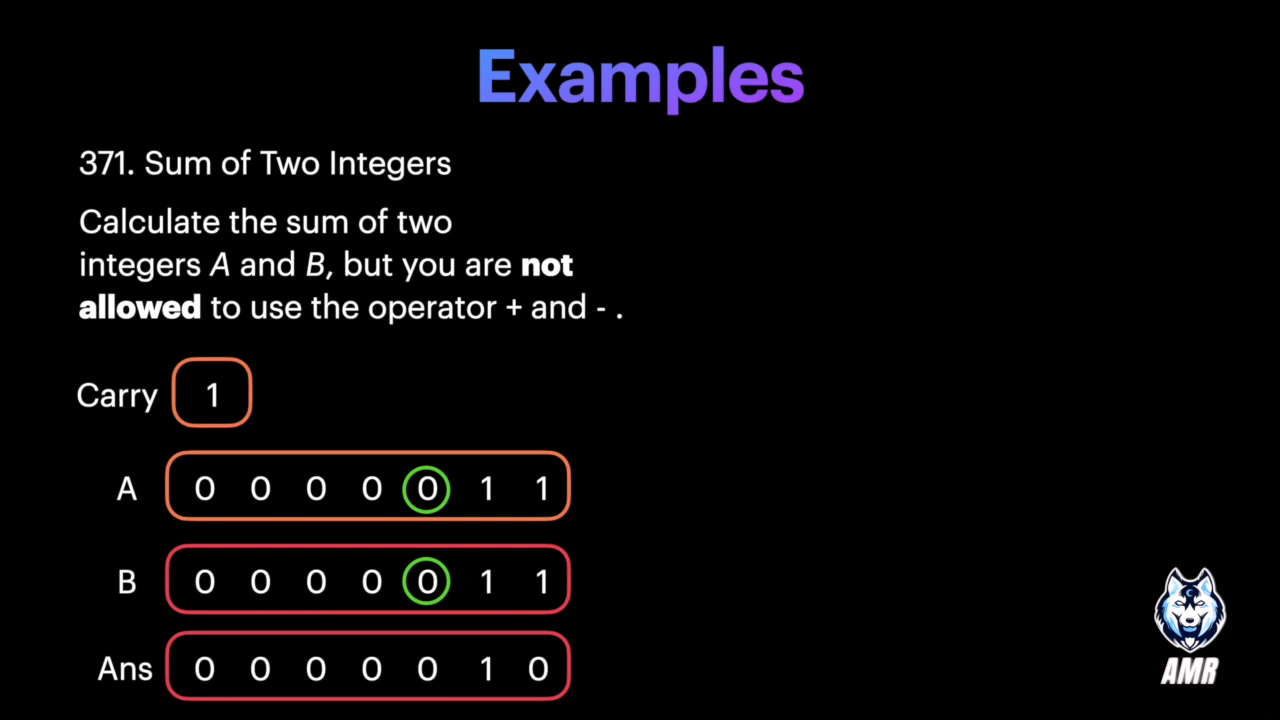 Examples
371. Sum of Two Integers
Calculate the sum of two
integers A and B, but you are not
allowed to use the operator + and - .
Carry 1
A 0 0 0 0 0 1 1
B 0 0 0 0 0 1 1
Ans 0 0 0 0 0 1 0
AMR